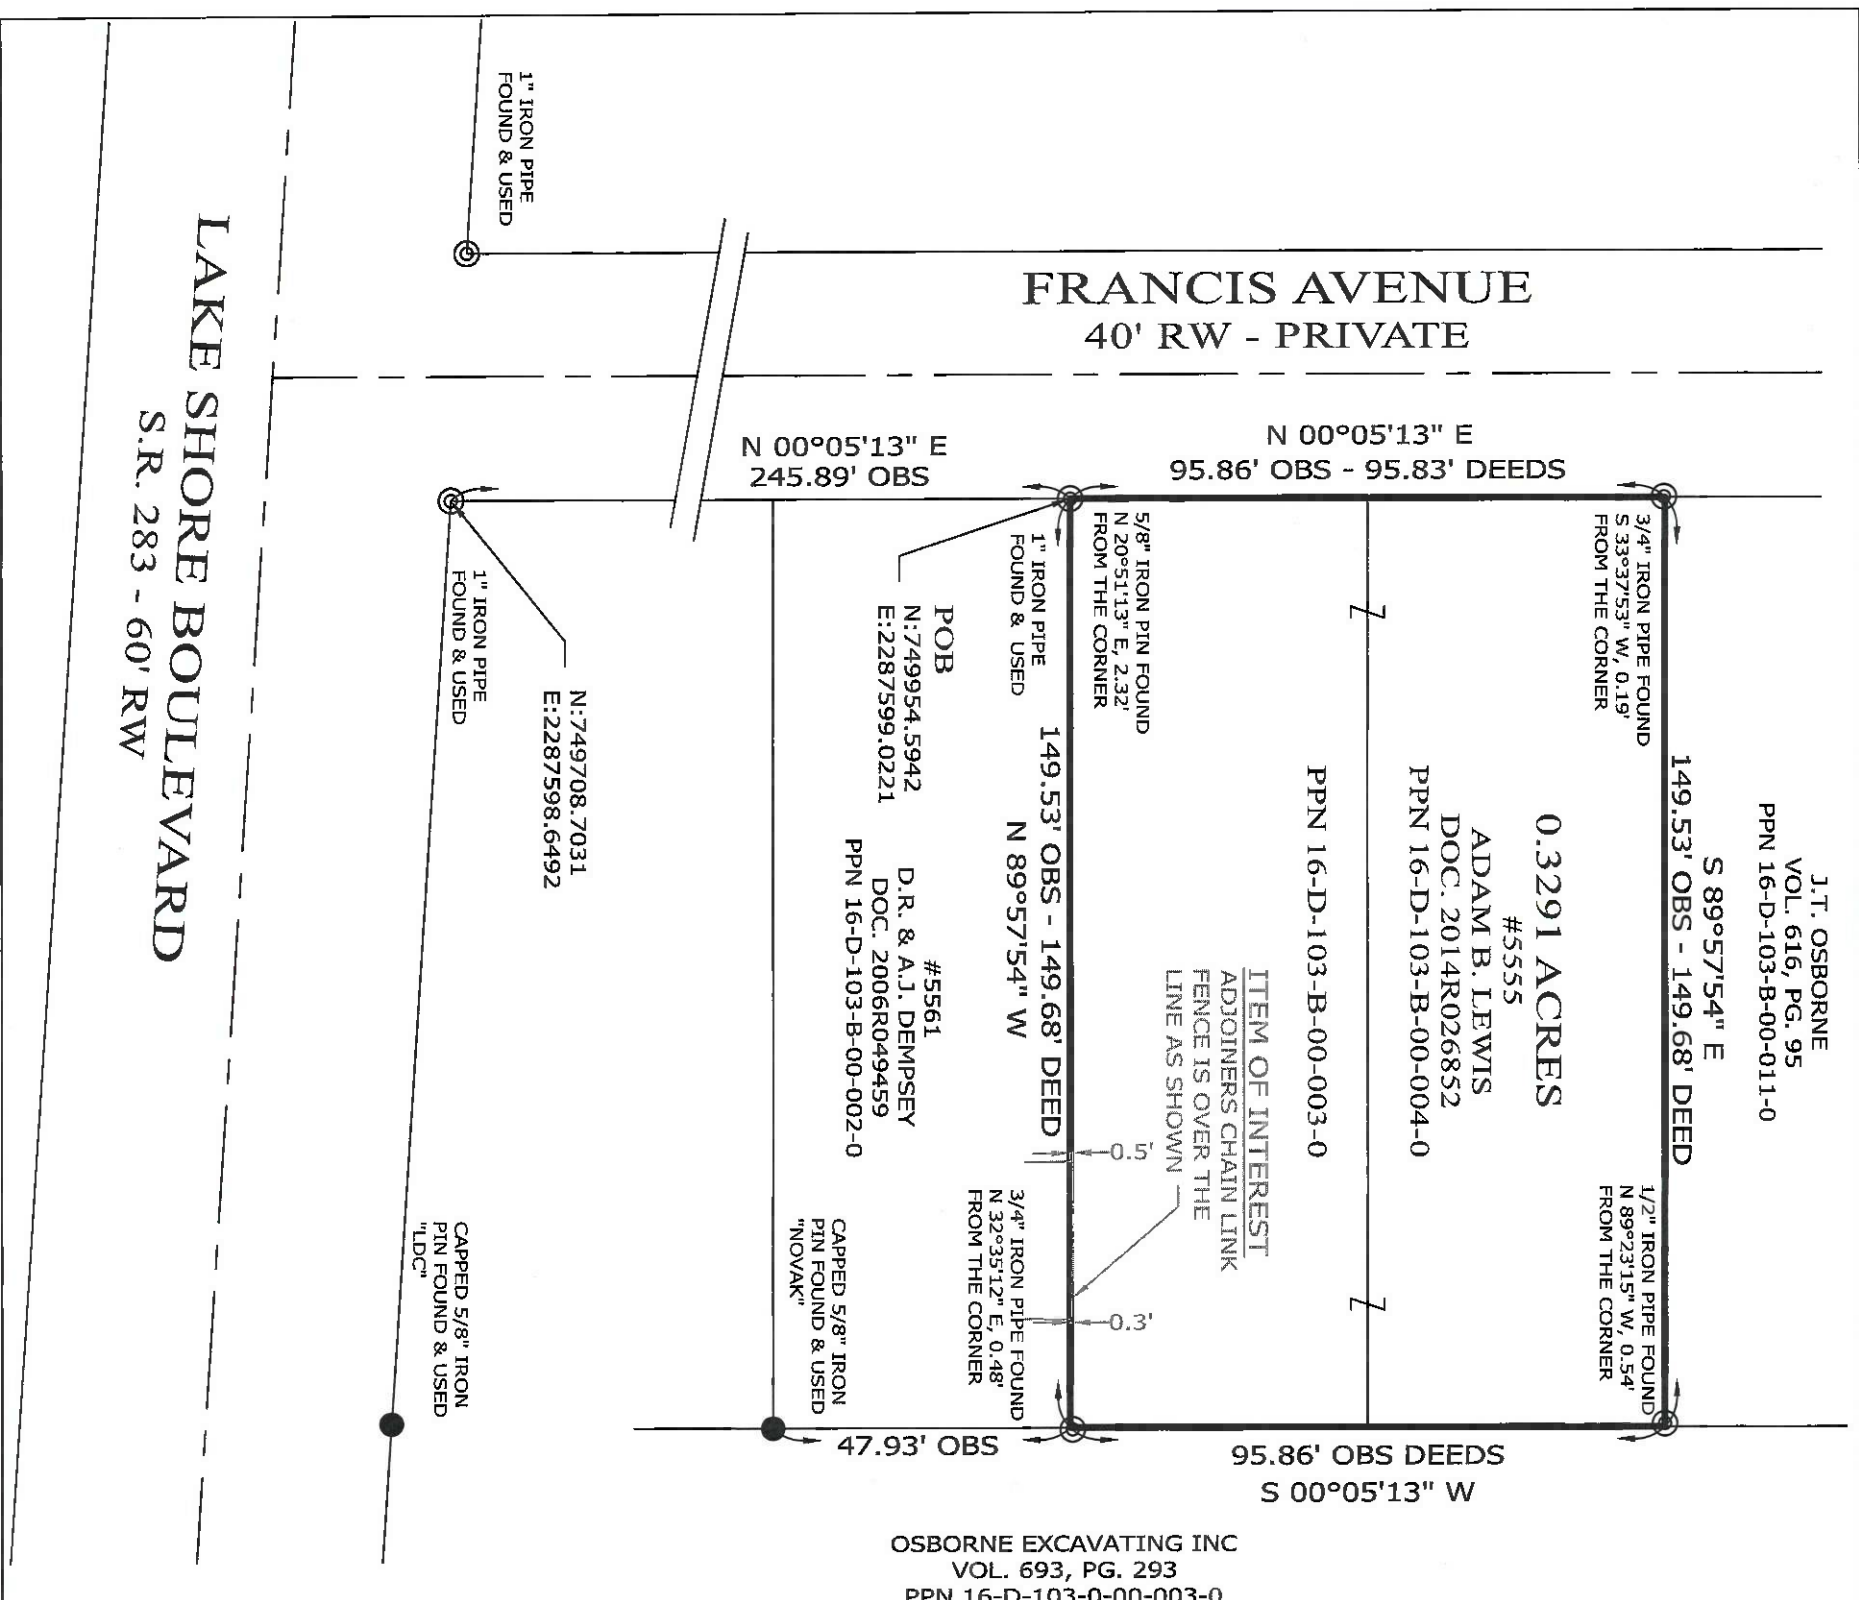 1" IRON PIPE
FOUND & USED
FRANCIS AVENUE
40' RW - PRIVATE
N 00°05'13" E
245.89' OBS
N 00°05'13" E
95.86' OBS - 95.83' DEEDS
LAKE SHORE BOULEVARD
S.R. 283 - 60' RW
1" IRON PIPE
FOUND & USED
N:749708.7031
E:2287598.6492
POB
N:749954.5942
E:2287599.0221
1" IRON PIPE
FOUND & USED
5/8" IRON PIN FOUND
N 20°51'13" E, 2.32'
FROM THE CORNER
3/4" IRON PIPE FOUND
S 33°37'53" W, 0.19'
FROM THE CORNER
149.53' OBS - 149.68' DEED
N 89°57'54" W
#5561
D.R. & A.J. DEMPSEY
DOC. 2006R049459
PPN 16-D-103-B-00-002-0
0.3291 ACRES
#5555
ADAM B. LEWIS
DOC. 2014R026852
PPN 16-D-103-B-00-004-0
PPN 16-D-103-B-00-003-0
J.T. OSBORNE
VOL. 616, PG. 95
PPN 16-D-103-B-00-011-0
S 89°57'54" E
149.53' OBS - 149.68' DEED
ITEM OF INTEREST
ADJOINERS CHAIN LINK
FENCE IS OVER THE
LINE AS SHOWN
0.5'
0.3'
CAPPED 5/8" IRON
PIN FOUND & USED
"LDC"
CAPPED 5/8" IRON
PIN FOUND & USED
"NOVAK"
3/4" IRON PIPE FOUND
N 32°35'12" E, 0.48'
FROM THE CORNER
1/2" IRON PIPE FOUND
N 89°23'15" W, 0.54'
FROM THE CORNER
47.93' OBS
95.86' OBS DEEDS
S 00°05'13" W
OSBORNE EXCAVATING INC
VOL. 693, PG. 293
PPN 16-D-103-0-00-003-0